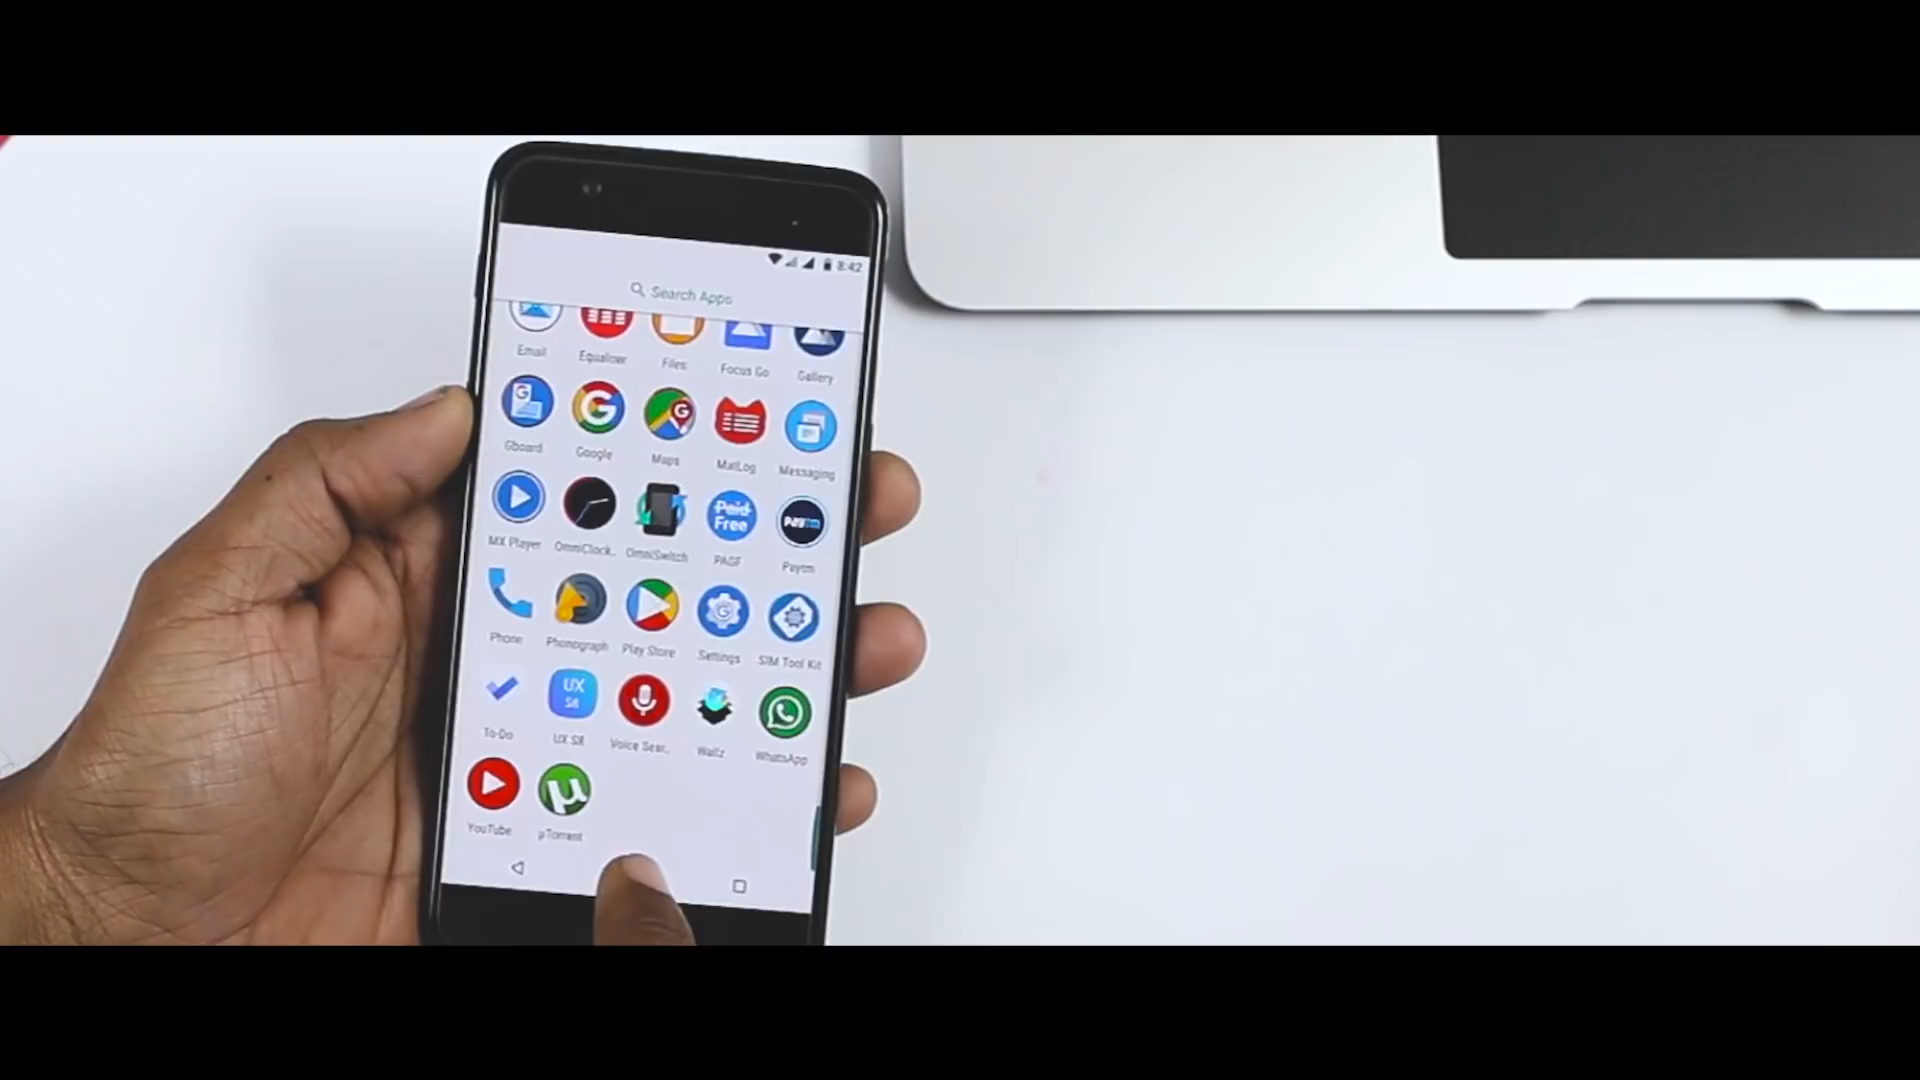 8:42
Search Apps
Email Equalizer Files Focus Go Gallery
G G G
Gboard Google Maps MatLog Messaging
Paid Free Paytm
MX Player OmniClock.. OmniSwitch PAGF Paytm
G
Phone Phonograph Play Store Settings SIM Tool Kit
UX
S8
To-Do UX S8 Voice Sear.. Wallz WhatsApp
µ
YouTube µTorrent